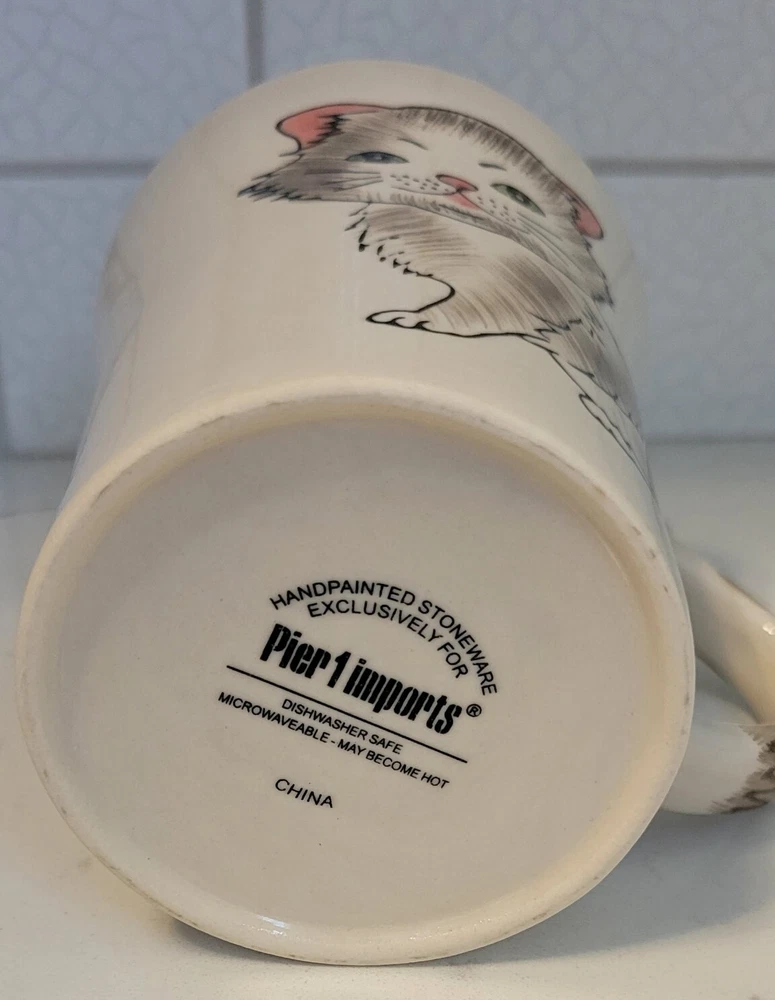 HANDPAINTED STONEWARE
EXCLUSIVELY FOR
Pier 1 imports®
DISHWASHER SAFE
MICROWAVEABLE - MAY BECOME HOT
CHINA